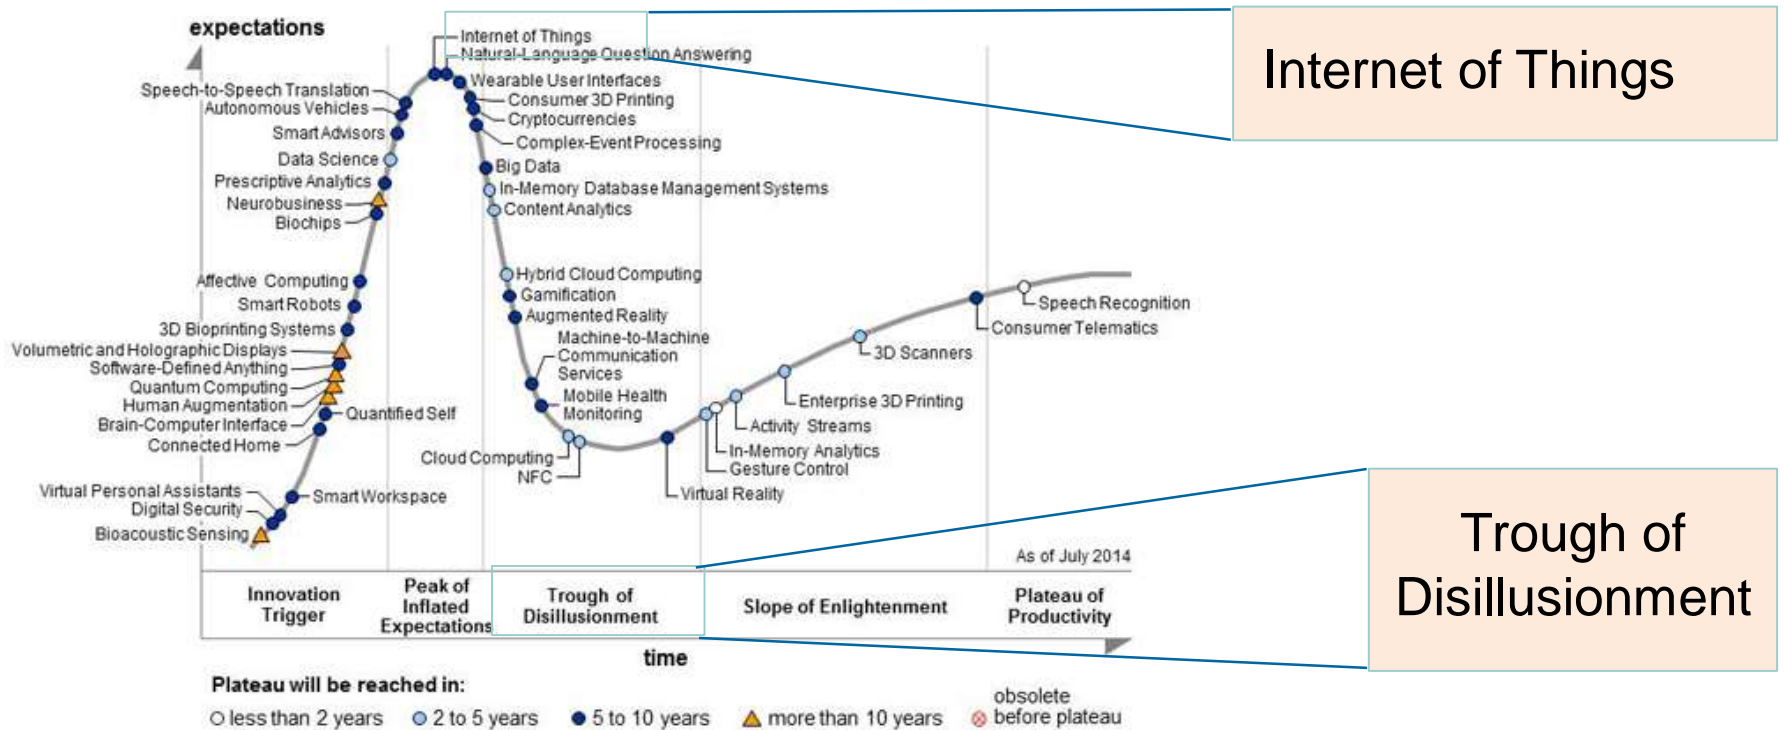 expectations
Internet of Things
Natural-Language Question Answering
Wearable User Interfaces
Consumer 3D Printing
Cryptocurrencies
Complex-Event Processing
Big Data
In-Memory Database Management Systems
Content Analytics
Hybrid Cloud Computing
Gamification
Augmented Reality
Machine-to-Machine
Communication
Services
Mobile Health
Monitoring
Speech-to-Speech Translation
Autonomous Vehicles
Smart Advisors
Data Science
Prescriptive Analytics
Neurobusiness
Biochips
Affective Computing
Smart Robots
3D Bioprinting Systems
Volumetric and Holographic Displays
Software-Defined Anything
Quantum Computing
Human Augmentation
Brain-Computer Interface
Quantified Self
Connected Home
Virtual Personal Assistants
Smart Workspace
Digital Security
Bioacoustic Sensing
Cloud Computing
NFC
Virtual Reality
Gesture Control
In-Memory Analytics
Activity Streams
Enterprise 3D Printing
3D Scanners
Consumer Telematics
Speech Recognition
As of July 2014
Innovation
Trigger
Peak of
Inflated
Expectations
Trough of
Disillusionment
Slope of Enlightenment
Plateau of
Productivity
time
Plateau will be reached in:
less than 2 years
2 to 5 years
5 to 10 years
more than 10 years
obsolete
before plateau
Internet of Things
Trough of
Disillusionment